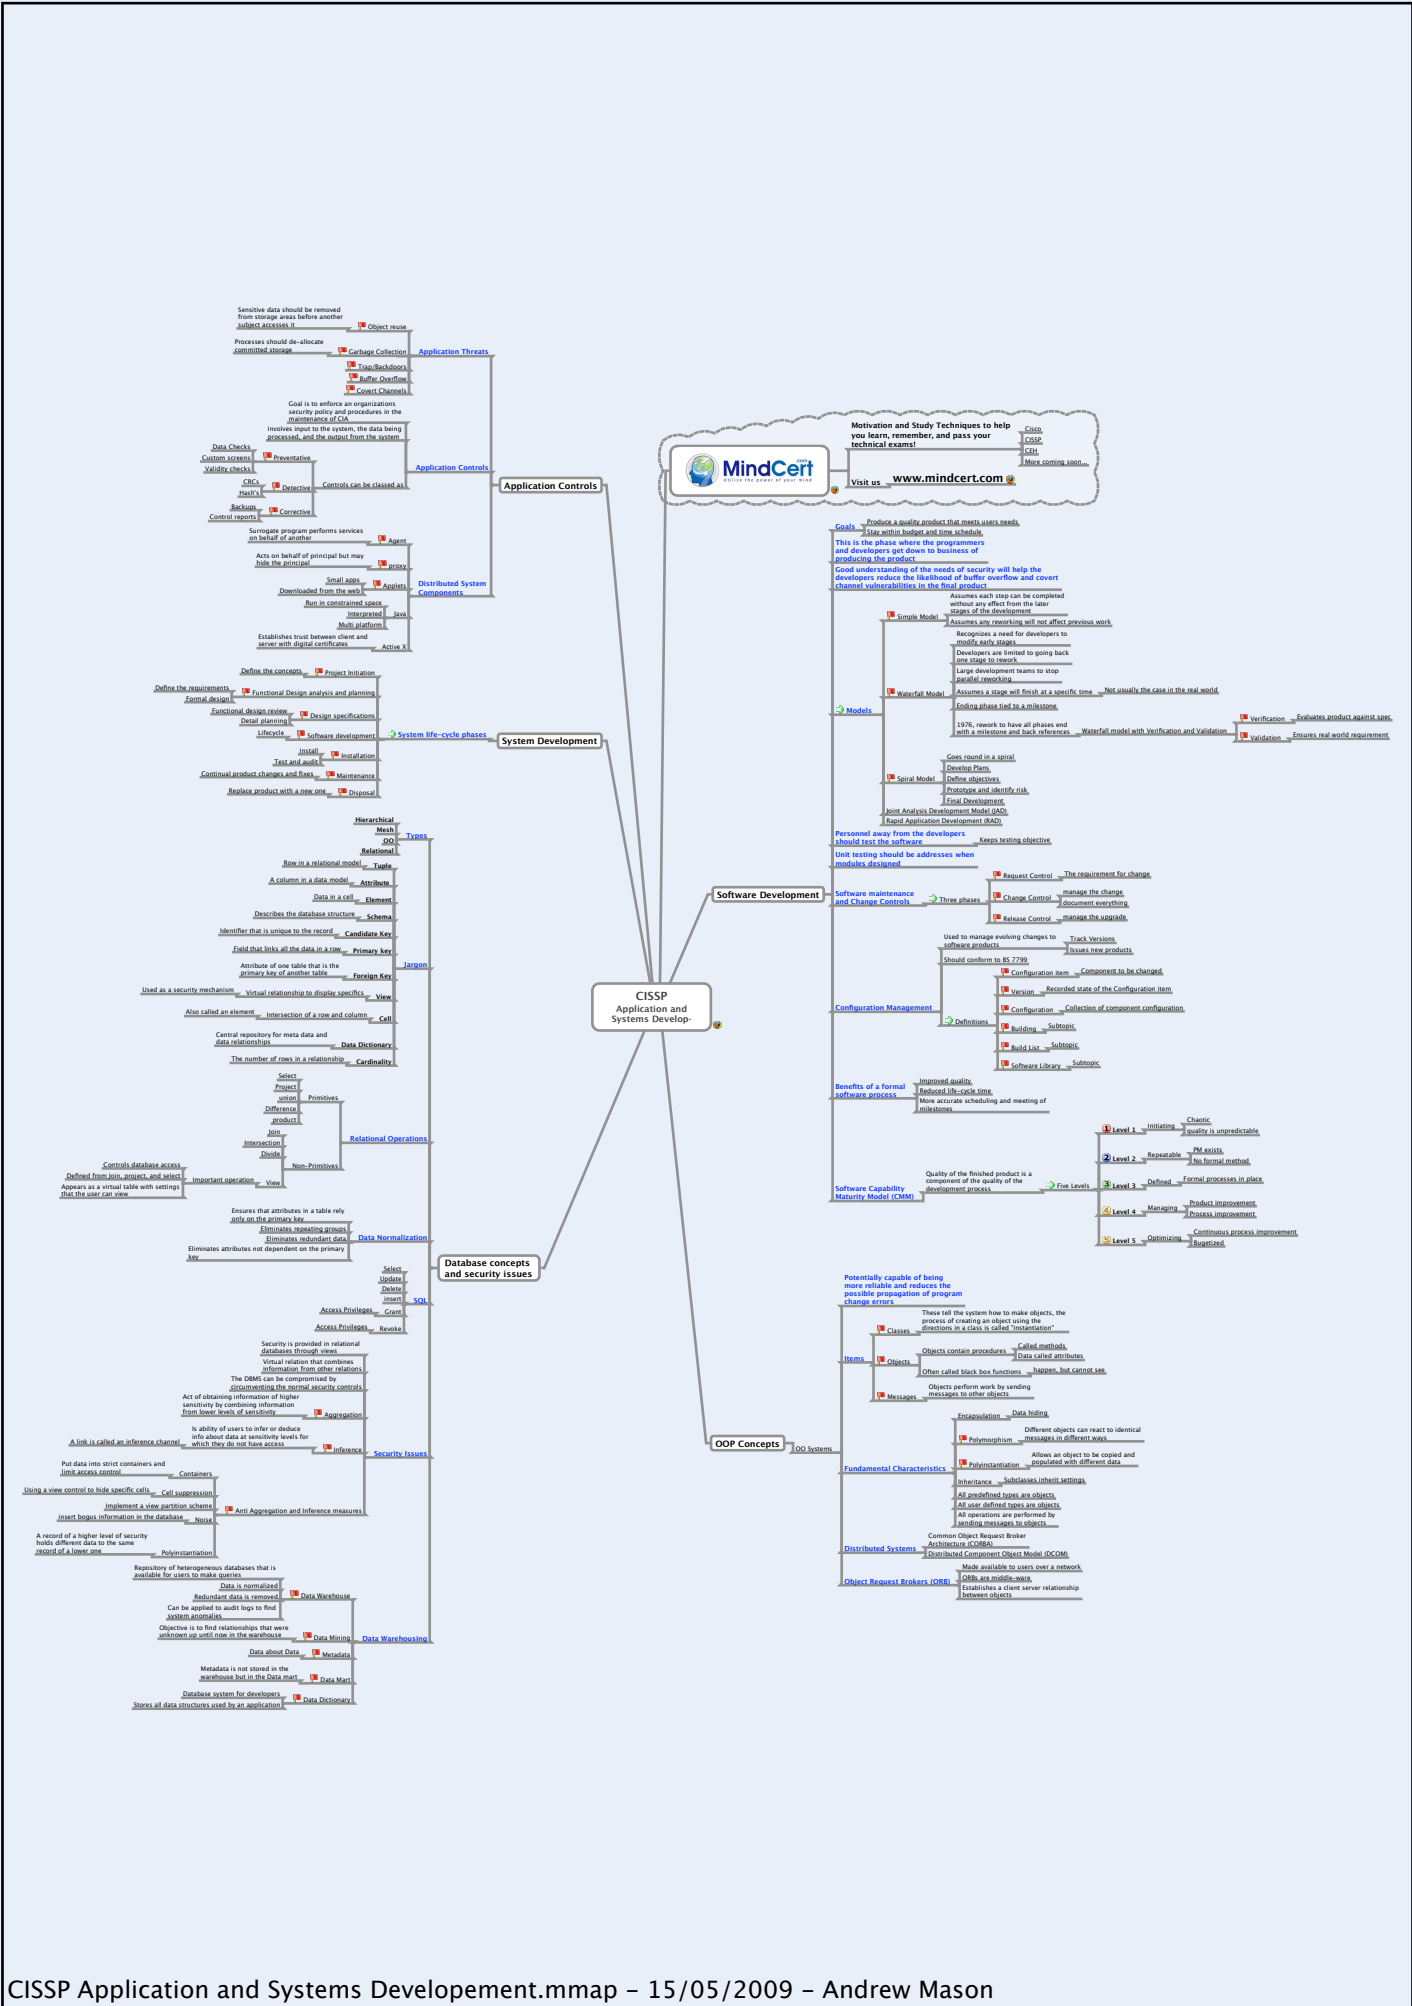 Sensitive data should be removed
from storage areas before another
subject accesses it
Object reuse
Processes should de-allocate
committed storage
Garbage Collection
Trap/Backdoors
Buffer Overflow
Covert Channels
Application Threats
Goal is to enforce an organizations
security policy and procedures in the
maintenance of CIA
Involves input to the system, the data being
processed, and the output from the system
Data Checks
Custom screens
Validity checks
Preventative
CRCs
Hash's
Detective
Backups
Control reports
Corrective
Controls can be classed as
Application Controls
Surrogate program performs services
on behalf of another
Agent
Acts on behalf of principal but may
hide the principal
proxy
Small apps
Downloaded from the web
Applets
Run in constrained space
Interpreted
Multi platform
Java
Establishes trust between client and
server with digital certificates
Active X
Distributed System
Components
Application Controls
Define the concepts
Project Initiation
Define the requirements
Formal design
Functional Design analysis and planning
Functional design review
Detail planning
Design specifications
Lifecycle
Software development
Install
Test and audit
Installation
Continual product changes and fixes
Maintenance
Replace product with a new one
Disposal
System life-cycle phases
System Development
Hierarchical
Mesh
OO
Relational
Types
Row in a relational model
Tuple
A column in a data model
Attribute
Data in a cell
Element
Describes the database structure
Schema
Identifier that is unique to the record
Candidate Key
Field that links all the data in a row
Primary key
Attribute of one table that is the
primary key of another table
Foreign Key
Used as a security mechanism
Virtual relationship to display specifics
View
Also called an element
Intersection of a row and column
Cell
Central repository for meta data and
data relationships
Data Dictionary
The number of rows in a relationship
Cardinality
Jargon
Select
Project
union
Difference
product
Primitives
Join
Intersection
Divide
Controls database access
Defined from Join, project, and select
Appears as a virtual table with settings
that the user can view
Important operation
View
Non-Primitives
Relational Operations
Ensures that attributes in a table rely
only on the primary key
Eliminates repeating groups
Eliminates redundant data
Eliminates attributes not dependent on the primary
key
Data Normalization
Select
Update
Delete
insert
Access Privileges
Grant
Access Privileges
Revoke
SQL
Security is provided in relational
databases through views
Virtual relation that combines
information from other relations
The DBMS can be compromised by
circumventing the normal security controls
Act of obtaining information of higher
sensitivity by combining information
from lower levels of sensitivity
Aggregation
A link is called an inference channel
Is ability of users to infer or deduce
info about data at sensitivity levels for
which they do not have access
Inference
Put data into strict containers and
limit access control
Containers
Using a view control to hide specific cells
Cell suppression
Implement a view partition scheme
insert bogus information in the database
Noise
A record of a higher level of security
holds different data to the same
record of a lower one
Polyinstantiation
Anti Aggregation and Inference measures
Security Issues
Repository of heterogeneous databases that is
available for users to make queries
Data is normalized
Redundant data is removed
Can be applied to audit logs to find
system anomalies
Data Warehouse
Objective is to find relationships that were
unknown up until now in the warehouse
Data Mining
Data about Data
Metadata
Metadata is not stored in the
warehouse but in the Data mart
Data Mart
Database system for developers
Stores all data structures used by an application
Data Dictionary
Data Warehousing
Database concepts
and security issues
CISSP
Application and
Systems Develop-
MindCert
.com
Utilize the power of your mind
Motivation and Study Techniques to help
you learn, remember, and pass your
technical exams!
Cisco
CISSP
CEH
More coming soon...
Visit us
www.mindcert.com
Software Development
Goals
Produce a quality product that meets users needs
Stay within budget and time schedule
This is the phase where the programmers
and developers get down to business of
producing the product
Good understanding of the needs of security will help the
developers reduce the likelihood of buffer overflow and covert
channel vulnerabilities in the final product
Models
Simple Model
Assumes each step can be completed
without any effect from the later
stages of the development
Assumes any reworking will not affect previous work
Waterfall Model
Recognizes a need for developers to
modify early stages
Developers are limited to going back
one stage to rework
Large development teams to stop
parallel reworking
Assumes a stage will finish at a specific time
Not usually the case in the real world
Ending phase tied to a milestone
1976, rework to have all phases end
with a milestone and back references
Waterfall model with Verification and Validation
Verification
Evaluates product against spec
Validation
Ensures real world requirement
Spiral Model
Goes round in a spiral
Develop Plans
Define objectives
Prototype and identify risk
Final Development
Joint Analysis Development Model (JAD)
Rapid Application Development (RAD)
Personnel away from the developers
should test the software
Keeps testing objective
Unit testing should be addresses when
modules designed
Software maintenance
and Change Controls
Three phases
Request Control
The requirement for change
Change Control
manage the change
document everything
Release Control
manage the upgrade
Configuration Management
Used to manage evolving changes to
software products
Track Versions
Issues new products
Should conform to BS 7799
Definitions
Configuration item
Component to be changed
Version
Recorded state of the Configuration item
Configuration
Collection of component configuration
Building
Subtopic
Build List
Subtopic
Software Library
Subtopic
Benefits of a formal
software process
Improved quality
Reduced life-cycle time
More accurate scheduling and meeting of
milestones
Software Capability
Maturity Model (CMM)
Quality of the finished product is a
component of the quality of the
development process
Five Levels
1 Level 1
Initiating
Chaotic
quality is unpredictable
2 Level 2
Repeatable
PM exists
No formal method
3 Level 3
Defined
Formal processes in place
4 Level 4
Managing
Product improvement
Process improvement
5 Level 5
Optimizing
Continuous process improvement
Bugetized
OOP Concepts
OO Systems
Potentially capable of being
more reliable and reduces the
possible propagation of program
change errors
Items
Classes
These tell the system how to make objects, the
process of creating an object using the
directions in a class is called "instantiation"
Objects
Objects contain procedures
Called methods
Data called attributes
Often called black box functions
happen, but cannot see
Messages
Objects perform work by sending
messages to other objects
Fundamental Characteristics
Encapsulation
Data hiding
Polymorphism
Different objects can react to identical
messages in different ways
Polyinstantiation
Allows an object to be copied and
populated with different data
Inheritance
Subclasses inherit settings
All predefined types are objects
All user defined types are objects
All operations are performed by
sending messages to objects
Distributed Systems
Common Object Request Broker
Architecture (CORBA)
Distributed Component Object Model (DCOM)
Object Request Brokers (ORB)
Made available to users over a network
ORBs are middle-ware
Establishes a client server relationship
between objects
CISSP Application and Systems Developement.mmap - 15/05/2009 - Andrew Mason